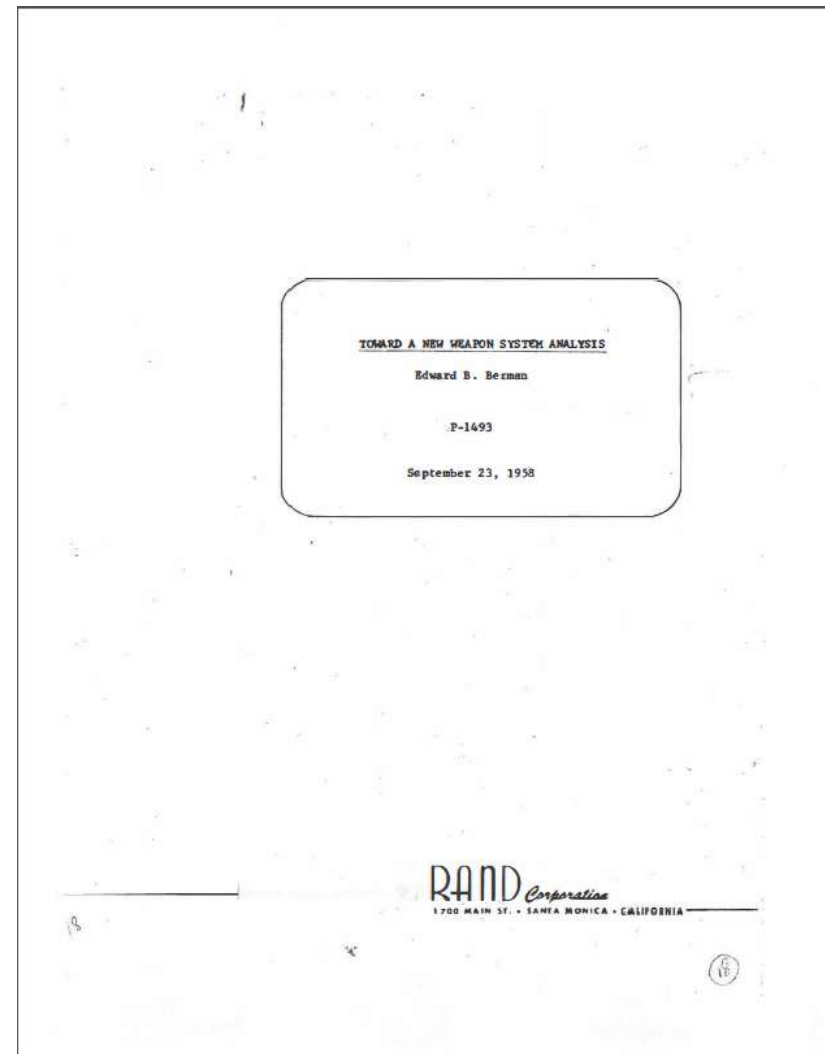 TOWARD A NEW WEAPON SYSTEM ANALYSIS
Edward B. Berman
P-1493
September 23, 1958
RAND Corporation
1700 MAIN ST. • SANTA MONICA • CALIFORNIA
18